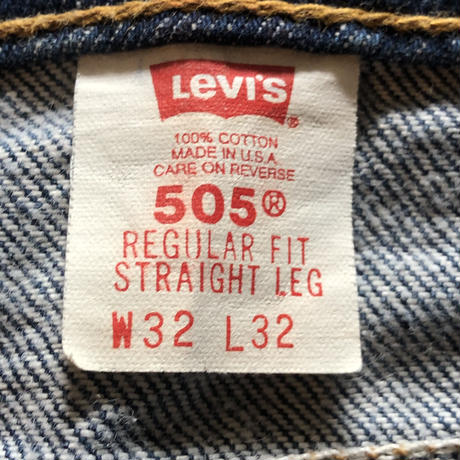 LEVI'S®
100% COTTON
MADE IN U.S.A.
CARE ON REVERSE
505®
REGULAR FIT
STRAIGHT LEG
W32 L32